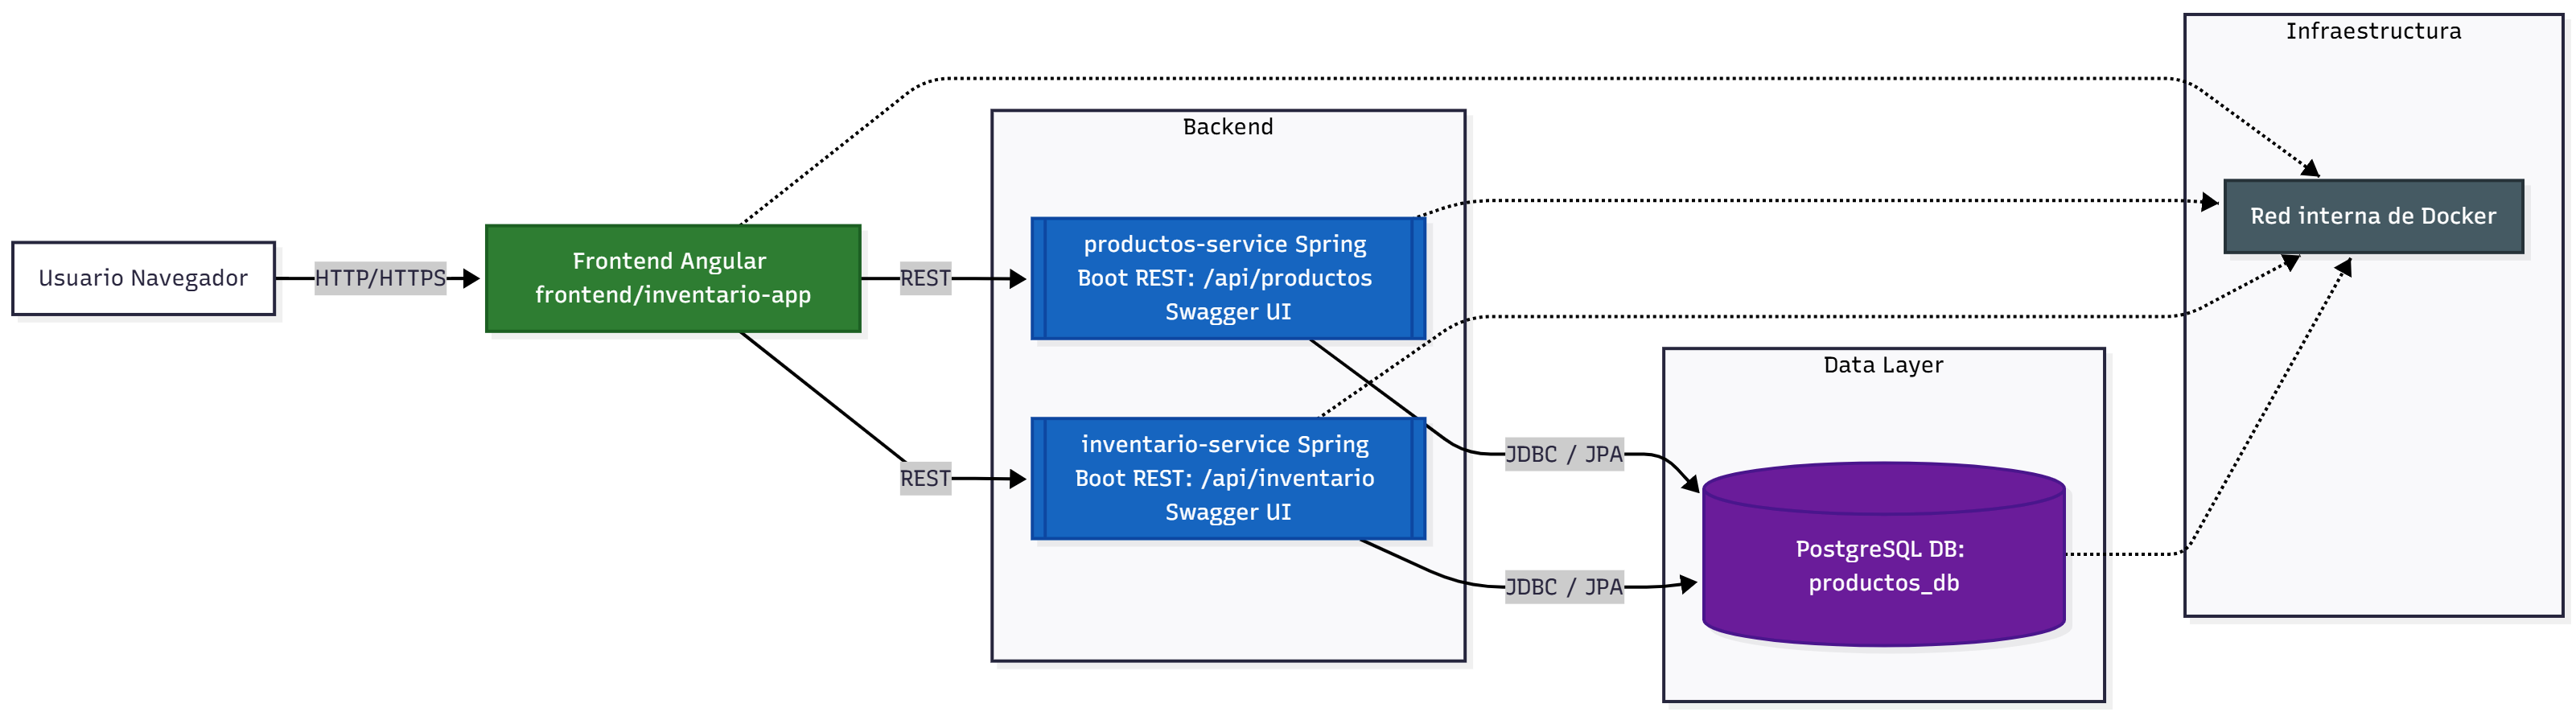 Infraestructura
Backend
Red interna de Docker
Usuario Navegador
HTTP/HTTPS
Frontend Angular
frontend/inventario-app
REST
productos-service Spring
Boot REST: /api/productos
Swagger UI
Data Layer
REST
inventario-service Spring
Boot REST: /api/inventario
Swagger UI
JDBC / JPA
JDBC / JPA
PostgreSQL DB:
productos_db